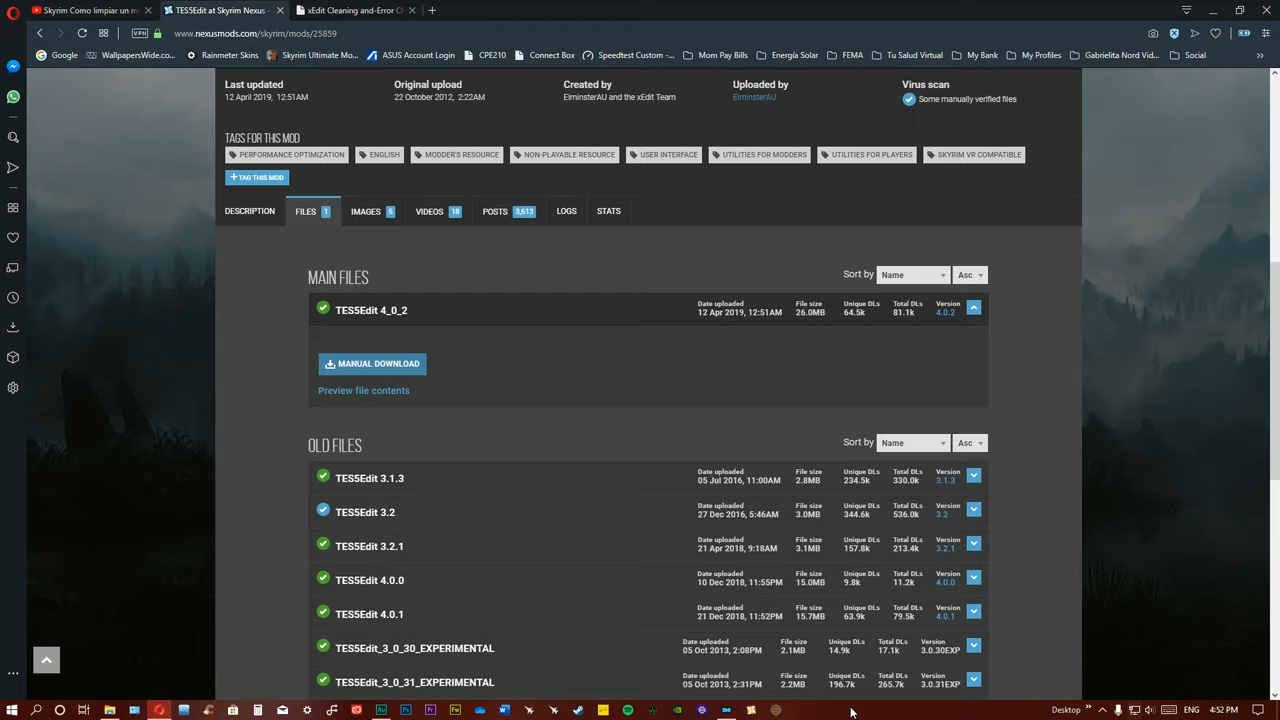 Skyrim Como limpiar un m
TES5Edit at Skyrim Nexus
xEdit Cleaning and-Error C
VPN
www.nexusmods.com/skyrim/mods/25859
Google
WallpapersWide.co...
Rainmeter Skins
Skyrim Ultimate Mo...
ASUS Account Login
CPE210
Connect Box
Speedtest Custom -...
Mom Pay Bills
Energía Solar
FEMA
Tu Salud Virtual
My Bank
My Profiles
Gabrielita Nord Vid...
Social
Last updated
12 April 2019, 12:51AM
Original upload
22 October 2012, 2:22AM
Created by
ElminsterAU and the xEdit Team
Uploaded by
ElminsterAU
Virus scan
Some manually verified files
TAGS FOR THIS MOD
PERFORMANCE OPTIMIZATION
ENGLISH
MODDER'S RESOURCE
NON-PLAYABLE RESOURCE
USER INTERFACE
UTILITIES FOR MODDERS
UTILITIES FOR PLAYERS
SKYRIM VR COMPATIBLE
+ TAG THIS MOD
DESCRIPTION
FILES 1
IMAGES 5
VIDEOS 18
POSTS 3,613
LOGS
STATS
MAIN FILES
Sort by Name Asc
TES5Edit 4_0_2
Date uploaded File size Unique DLs Total DLs Version
12 Apr 2019, 12:51AM 26.0MB 64.5k 81.1k 4.0.2
MANUAL DOWNLOAD
Preview file contents
OLD FILES
Sort by Name Asc
TES5Edit 3.1.3
Date uploaded File size Unique DLs Total DLs Version
05 Jul 2016, 11:00AM 2.8MB 234.5k 330.0k 3.1.3
TES5Edit 3.2
Date uploaded File size Unique DLs Total DLs Version
27 Dec 2016, 5:46AM 3.0MB 344.6k 536.0k 3.2
TES5Edit 3.2.1
Date uploaded File size Unique DLs Total DLs Version
21 Apr 2018, 9:18AM 3.1MB 157.8k 213.4k 3.2.1
TES5Edit 4.0.0
Date uploaded File size Unique DLs Total DLs Version
10 Dec 2018, 11:55PM 15.0MB 9.8k 11.2k 4.0.0
TES5Edit 4.0.1
Date uploaded File size Unique DLs Total DLs Version
21 Dec 2018, 11:52PM 15.7MB 63.9k 79.5k 4.0.1
TES5Edit_3_0_30_EXPERIMENTAL
Date uploaded File size Unique DLs Total DLs Version
05 Oct 2013, 2:08PM 2.1MB 14.9k 17.1k 3.0.30EXP
TES5Edit_3_0_31_EXPERIMENTAL
Date uploaded File size Unique DLs Total DLs Version
05 Oct 2013, 2:31PM 2.2MB 196.7k 265.7k 3.0.31EXP
Desktop
ENG 4:52 PM